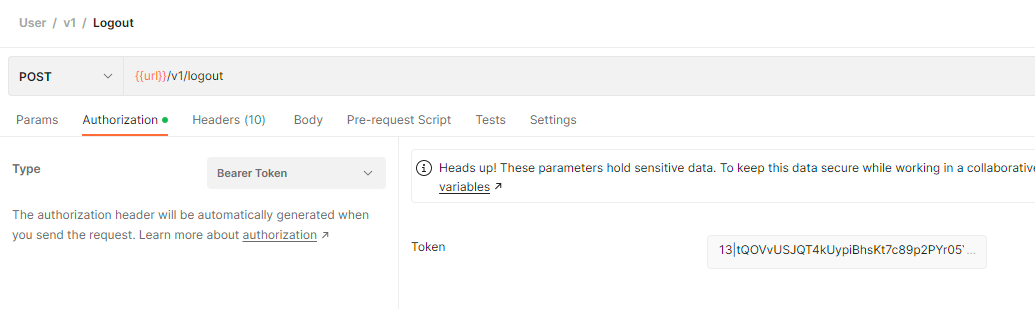 User / v1 / Logout
POST {{url}}/v1/logout
Params Authorization Headers (10) Body Pre-request Script Tests Settings
Type Bearer Token
The authorization header will be automatically generated when
you send the request. Learn more about authorization ↗
Heads up! These parameters hold sensitive data. To keep this data secure while working in a collaborative
variables ↗
Token 13|tQOVvUSJQT4kUypiBhsKt7c89p2PYr05...